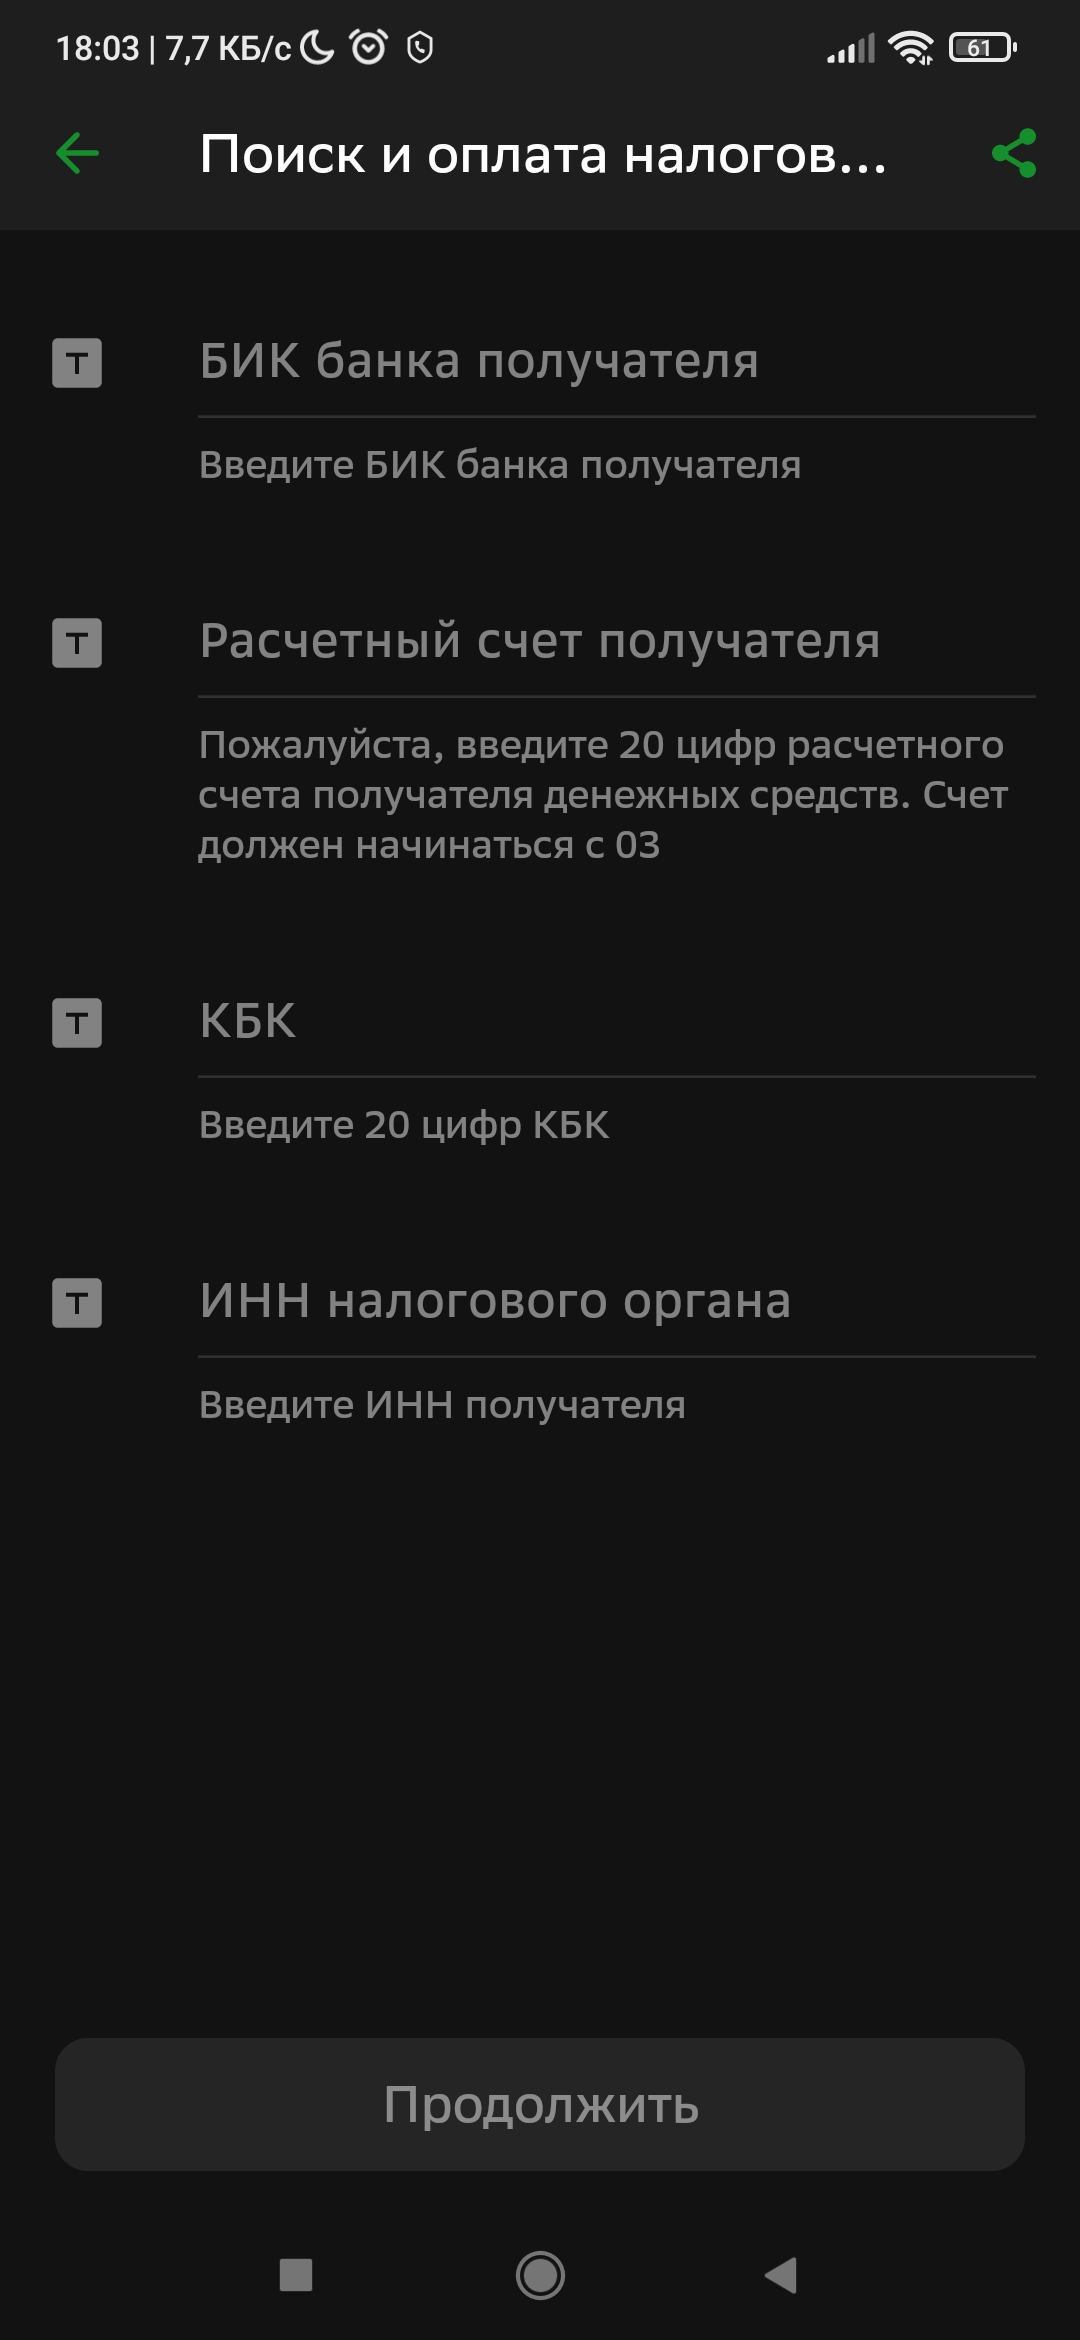 18:03 | 7,7 КБ/с 61
Поиск и оплата налогов...
T БИК банка получателя
Введите БИК банка получателя
T Расчетный счет получателя
Пожалуйста, введите 20 цифр расчетного
счета получателя денежных средств. Счет
должен начинаться с 03
T КБК
Введите 20 цифр КБК
T ИНН налогового органа
Введите ИНН получателя
Продолжить